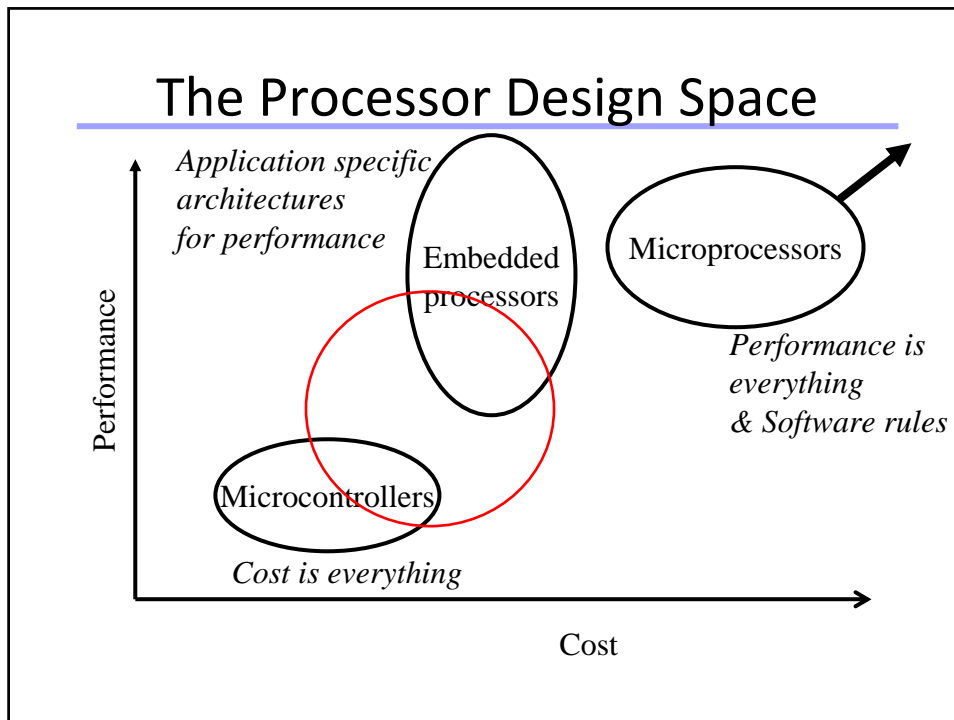 The Processor Design Space
Application specific
architectures
for performance
Embedded
processors
Microprocessors
Performance is
everything
& Software rules
Performance
Microcontrollers
Cost is everything
Cost